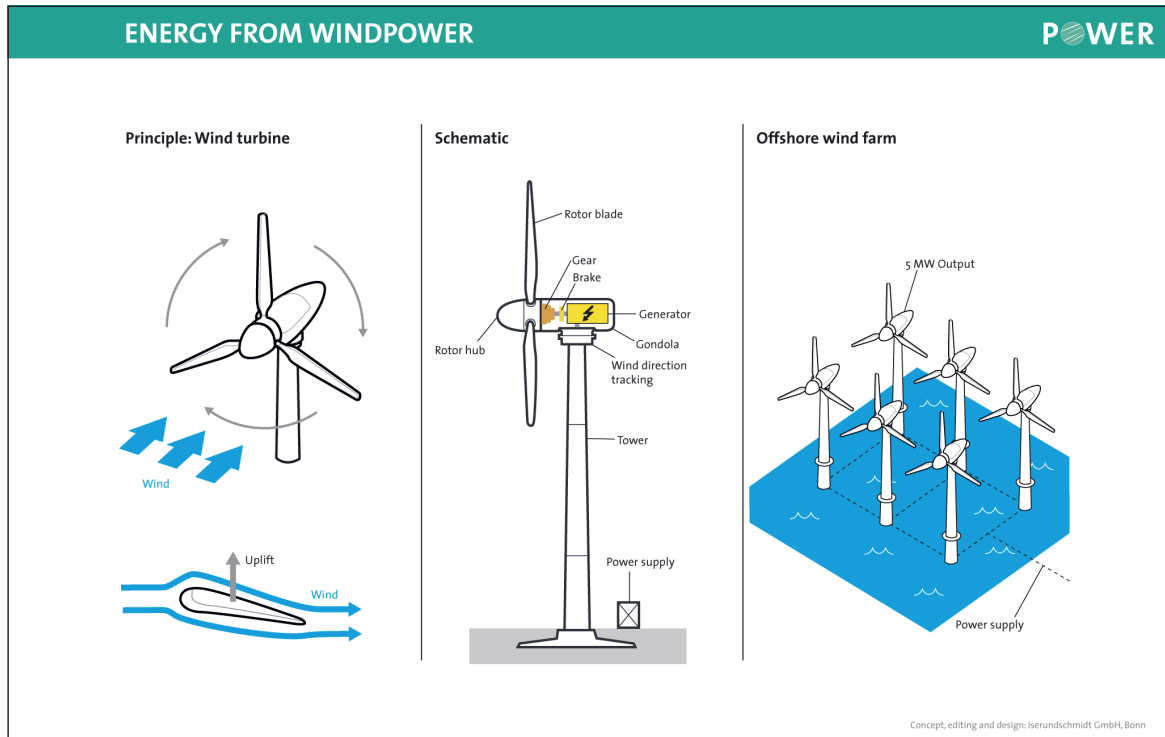 ENERGY FROM WINDPOWER
POWER
Principle: Wind turbine
Wind
Uplift
Wind
Schematic
Rotor blade
Gear
Brake
Generator
Rotor hub
Gondola
Wind direction
tracking
Tower
Power supply
Offshore wind farm
5 MW Output
Power supply
Concept, editing and design: iserundschmidt GmbH, Bonn